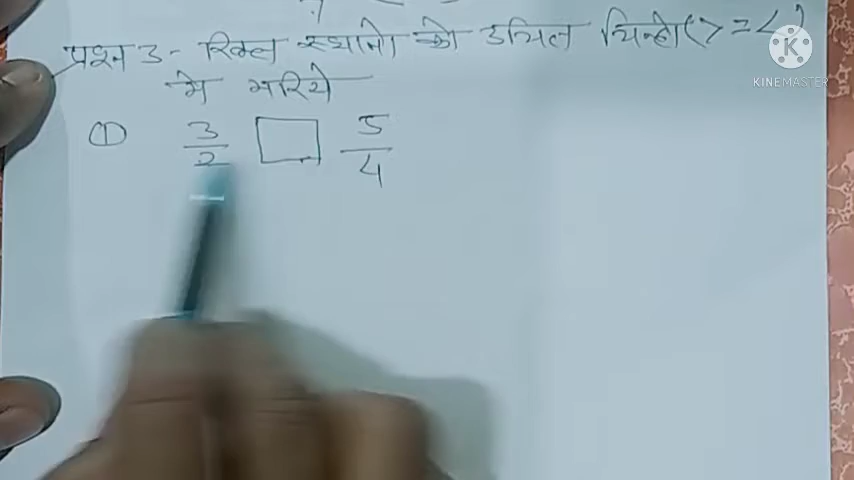 प्रश्न 3 - रिक्त स्थानो को उचित चिन्हो (> = <)
मे भरिये
① 3/2 □ 5/4
KINEMASTER